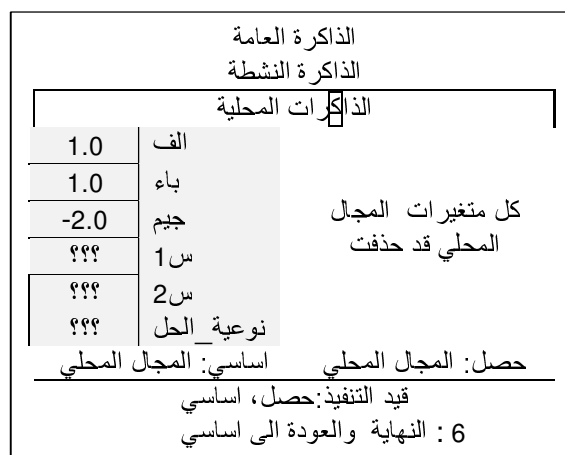 الذاكرة العامة
الذاكرة النشطة
الذاكرات المحلية
الف 1.0
باء 1.0
جيم -2.0
س1 ؟؟؟
س2 ؟؟؟
نوعية_الحل ؟؟؟
كل متغيرات المجال
المحلي قد حذفت
حصل: المجال المحلي اساسي: المجال المحلي
قيد التنفيذ:حصل، اساسي
6 : النهاية والعودة الى اساسي